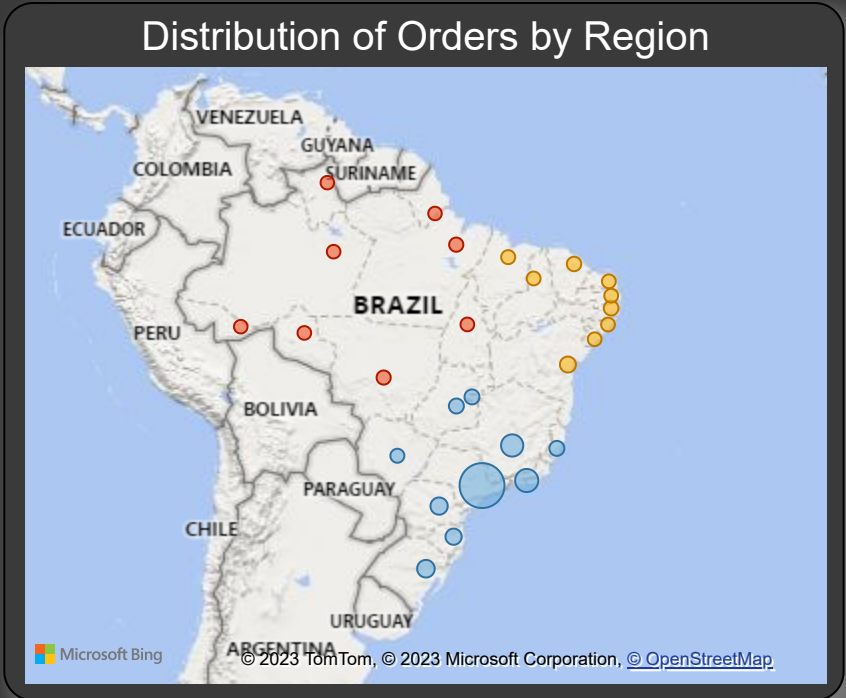 Distribution of Orders by Region
VENEZUELA
GUYANA
COLOMBIA
SURINAME
ECUADOR
BRAZIL
PERU
BOLIVIA
PARAGUAY
CHILE
URUGUAY
ARGENTINA
Microsoft Bing
© 2023 TomTom, © 2023 Microsoft Corporation, © OpenStreetMap